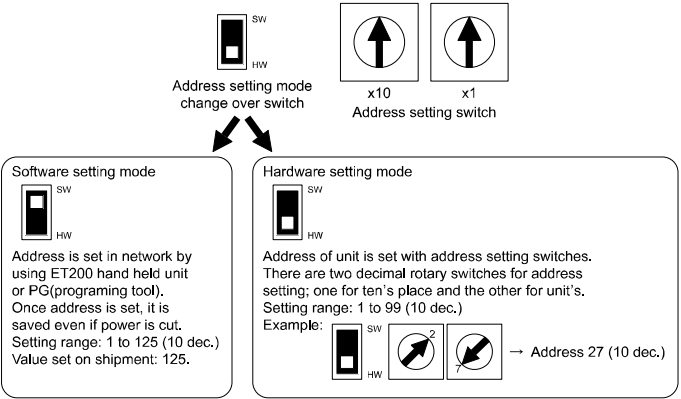 SW
HW
Address setting mode
change over switch
x10
x1
Address setting switch
Software setting mode
SW
HW
Address is set in network by
using ET200 hand held unit
or PG(programing tool).
Once address is set, it is
saved even if power is cut.
Setting range: 1 to 125 (10 dec.)
Value set on shipment: 125.
Hardware setting mode
SW
HW
Address of unit is set with address setting switches.
There are two decimal rotary switches for address
setting; one for ten's place and the other for unit's.
Setting range: 1 to 99 (10 dec.)
Example:
SW
HW
2
7
→ Address 27 (10 dec.)